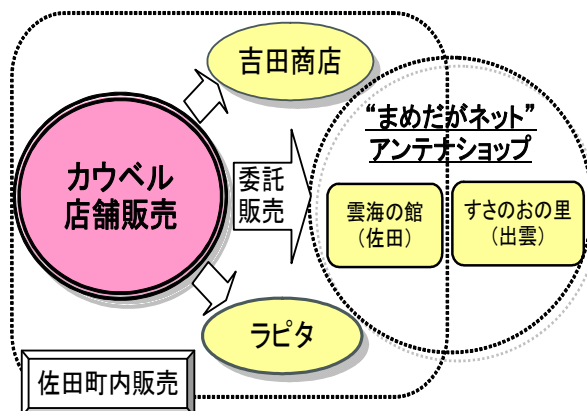 吉田商店
“まめだがネット”
アンテナショップ
カウベル
店舗販売
委託
販売
雲海の館
（佐田）
すさのおの里
（出雲）
ラピタ
佐田町内販売